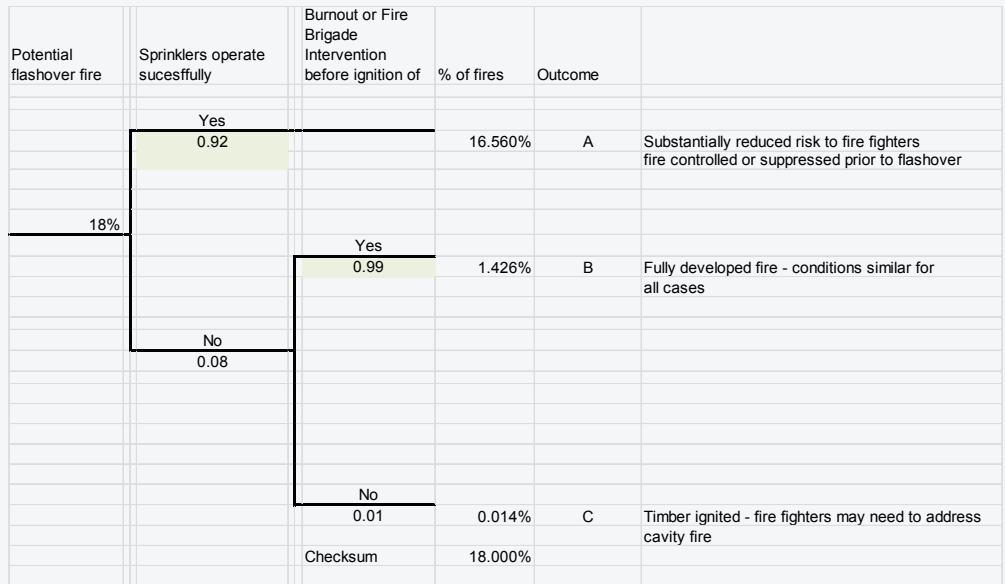 Potential
flashover fire
Sprinklers operate
sucesffully
Burnout or Fire
Brigade
Intervention
before ignition of
% of fires
Outcome
Yes
0.92
16.560%
A
Substantially reduced risk to fire fighters
fire controlled or suppressed prior to flashover
18%
Yes
0.99
1.426%
B
Fully developed fire - conditions similar for
all cases
No
0.08
No
0.01
0.014%
C
Timber ignited - fire fighters may need to address
cavity fire
Checksum
18.000%